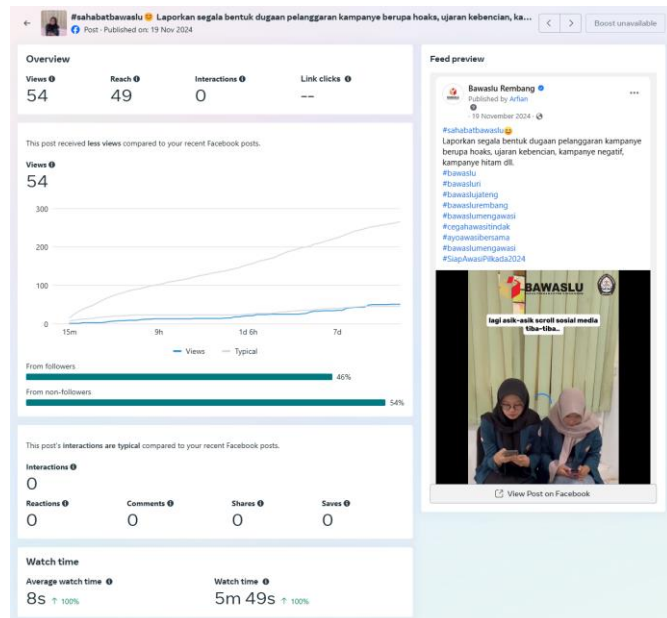 #sahabatbawaslu😊 Laporkan segala bentuk dugaan pelanggaran kampanye berupa hoaks, ujaran kebencian, ka...
Post · Published on: 19 Nov 2024
Boost unavailable
Overview
Views Reach Interactions Link clicks
54 49 0 --
This post received less views compared to your recent Facebook posts.
Views
54
300
200
100
0
15m 9h 1d 6h 7d
Views Typical
From followers
46%
From non-followers
54%
This post's interactions are typical compared to your recent Facebook posts.
Interactions
0
Reactions Comments Shares Saves
0 0 0 0
Watch time
Average watch time Watch time
8s ↑ 100% 5m 49s ↑ 100%
Feed preview
Bawaslu Rembang
Published by Arfian
· 19 November 2024 ·
#sahabatbawaslu😊
Laporkan segala bentuk dugaan pelanggaran kampanye
berupa hoaks, ujaran kebencian, kampanye negatif,
kampanye hitam dll.
#bawaslu
#bawasluri
#bawaslujateng
#bawaslurembang
#bawaslumengawasi
#cegahawasitindak
#ayoawasibersama
#bawaslumengawasi
#SiapAwasiPilkada2024
BAWASLU
lagi asik-asik scroll sosial media
tiba-tiba..
View Post on Facebook